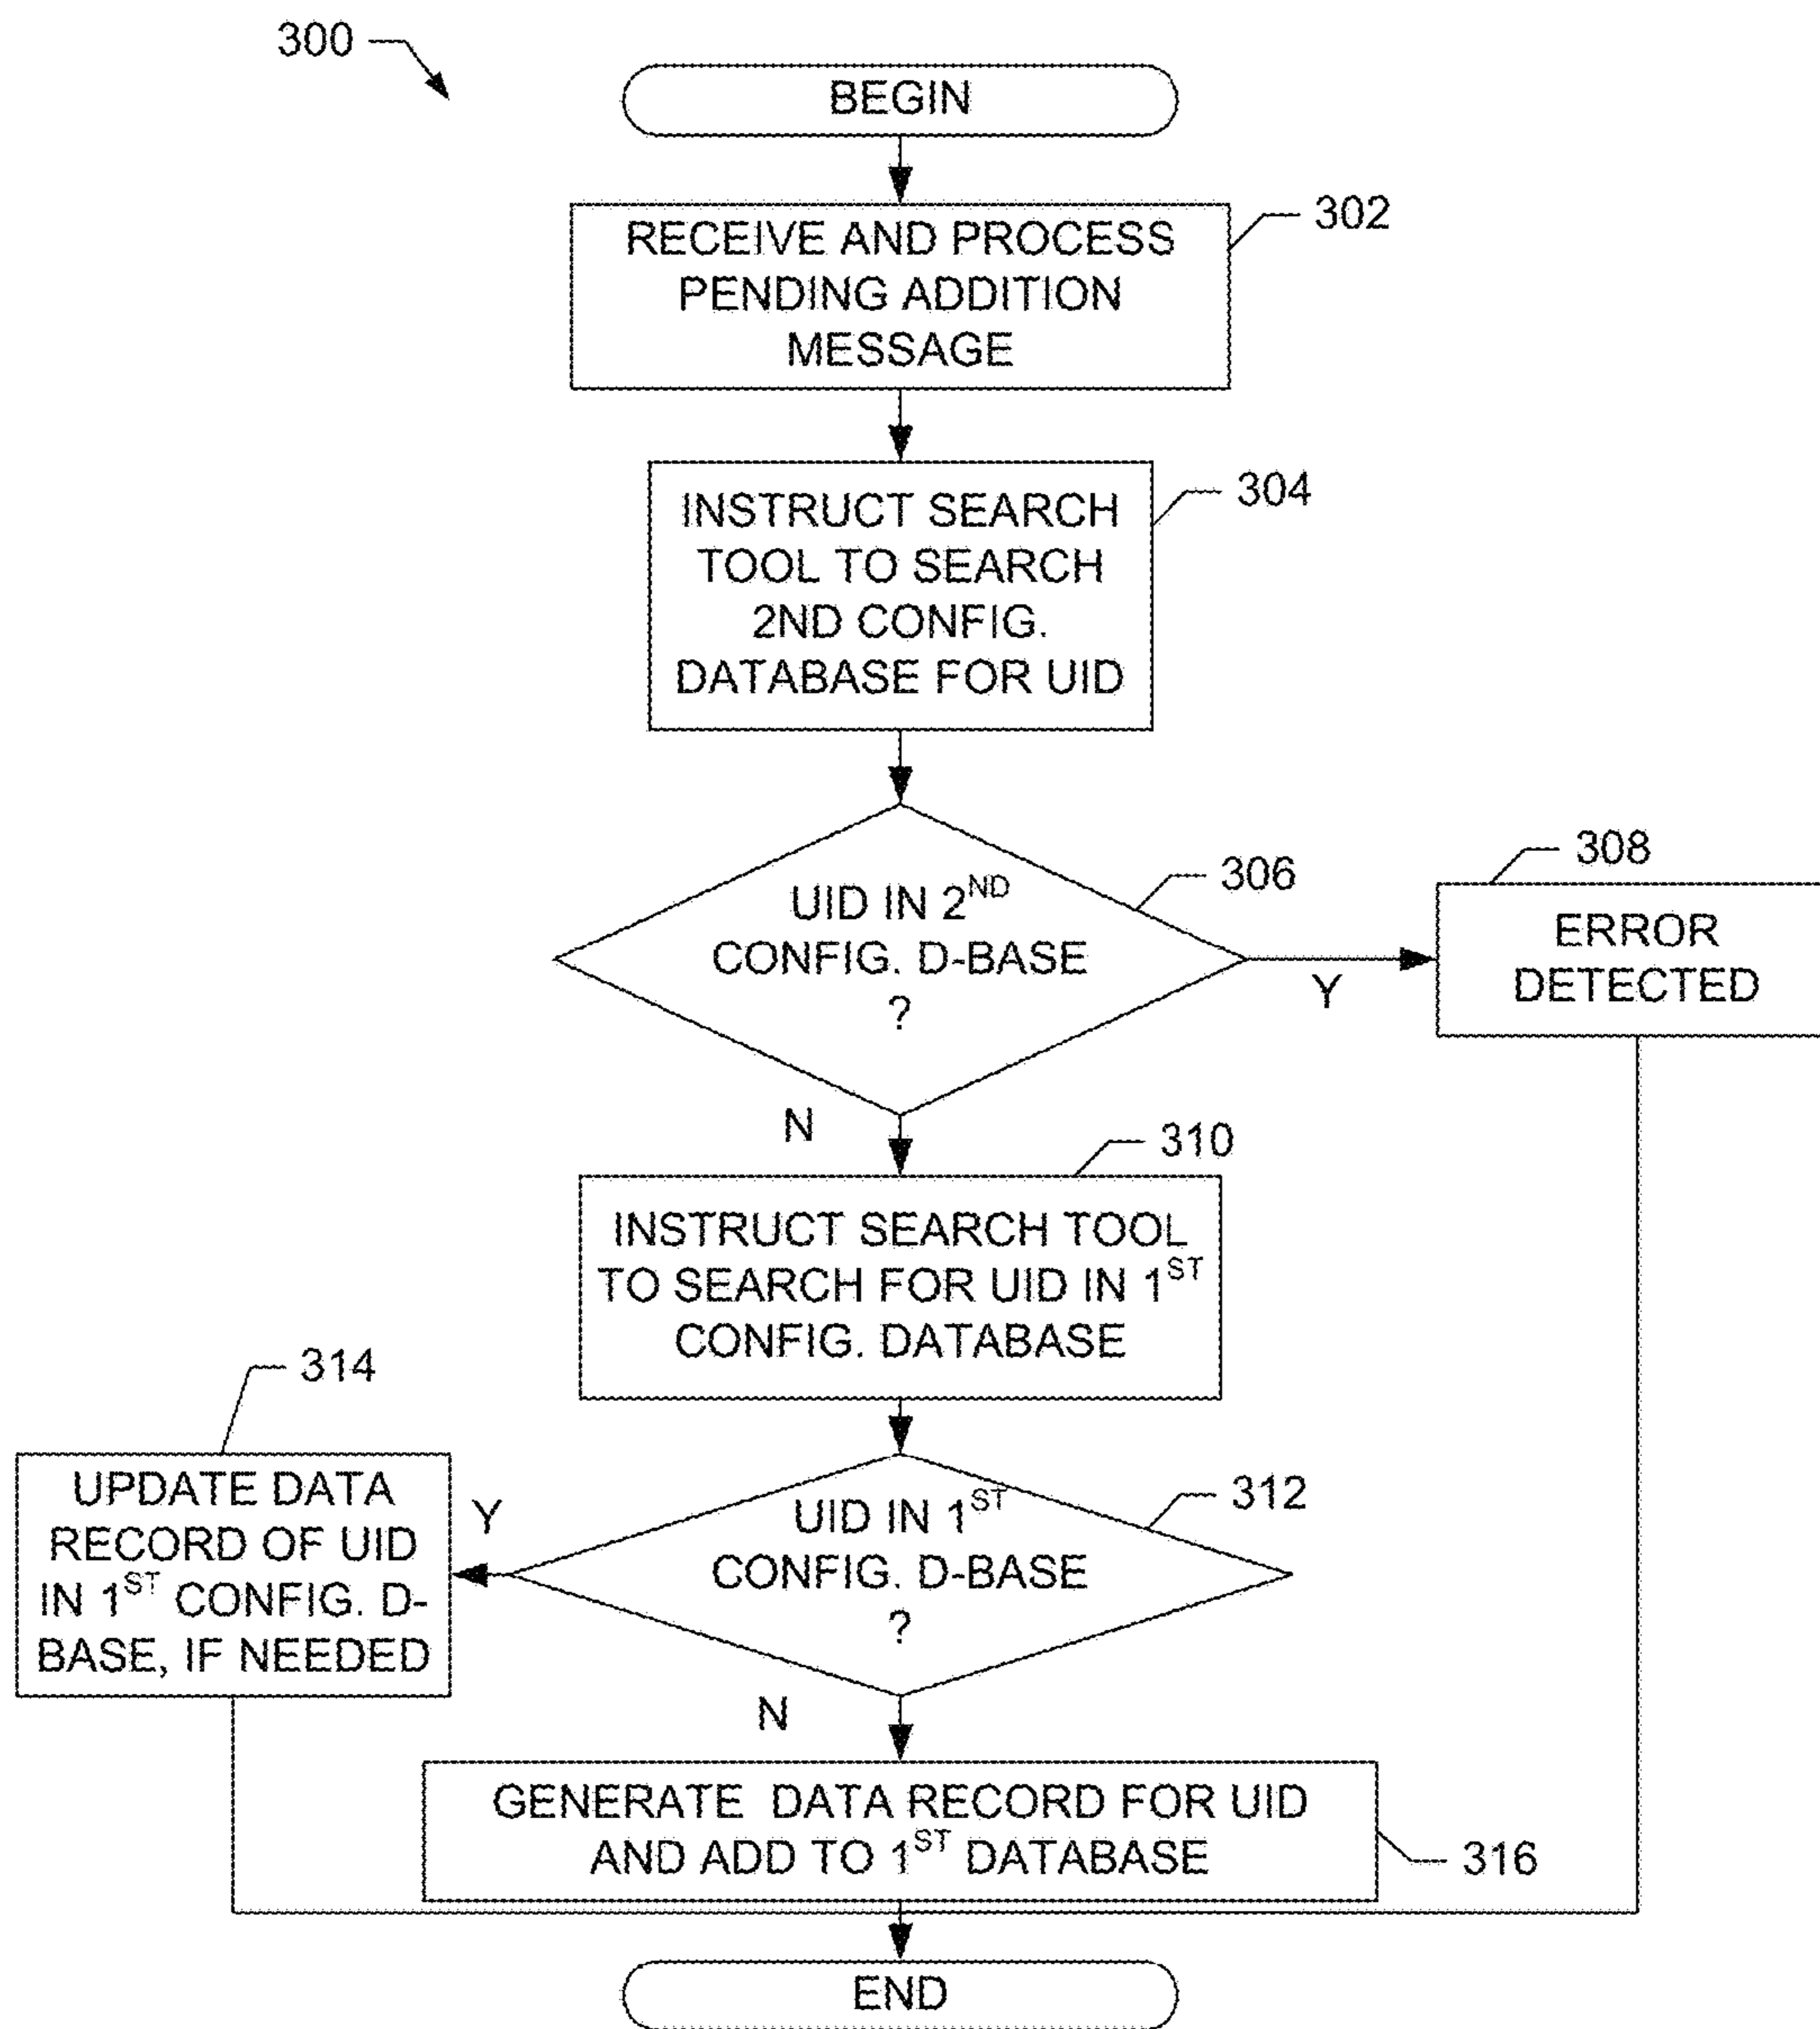 300
BEGIN
RECEIVE AND PROCESS
PENDING ADDITION
MESSAGE
302
INSTRUCT SEARCH
TOOL TO SEARCH
2ND CONFIG.
DATABASE FOR UID
304
UID IN 2ND
CONFIG. D-BASE
?
306
Y
308
ERROR
DETECTED
N
310
INSTRUCT SEARCH TOOL
TO SEARCH FOR UID IN 1ST
CONFIG. DATABASE
UID IN 1ST
CONFIG. D-BASE
?
312
Y
314
UPDATE DATA
RECORD OF UID
IN 1ST CONFIG. D-
BASE, IF NEEDED
N
GENERATE DATA RECORD FOR UID
AND ADD TO 1ST DATABASE
316
END